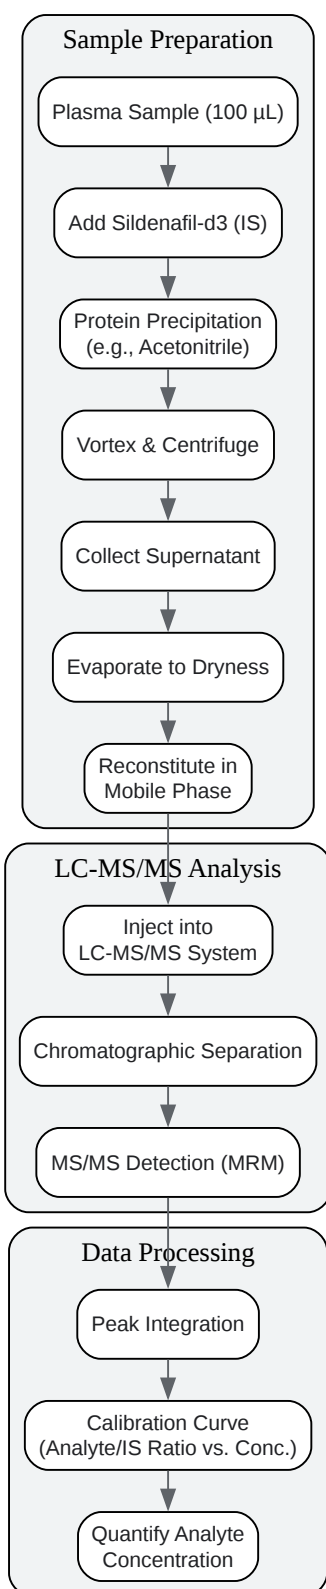 Sample Preparation
Plasma Sample (100 µL)
Add Sildenafil-d3 (IS)
Protein Precipitation
(e.g., Acetonitrile)
Vortex & Centrifuge
Collect Supernatant
Evaporate to Dryness
Reconstitute in
Mobile Phase
LC-MS/MS Analysis
Inject into
LC-MS/MS System
Chromatographic Separation
MS/MS Detection (MRM)
Data Processing
Peak Integration
Calibration Curve
(Analyte/IS Ratio vs. Conc.)
Quantify Analyte
Concentration